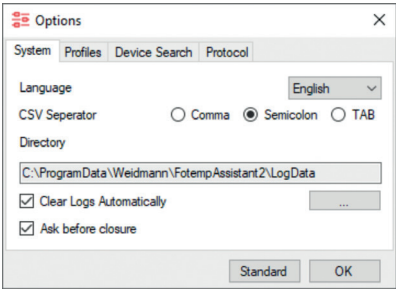 Options
System Profiles Device Search Protocol
Language English
CSV Seperator Comma Semicolon TAB
Directory
C:\ProgramData\Weidmann\FotempAssistant2\LogData
Clear Logs Automatically ...
Ask before closure
Standard OK